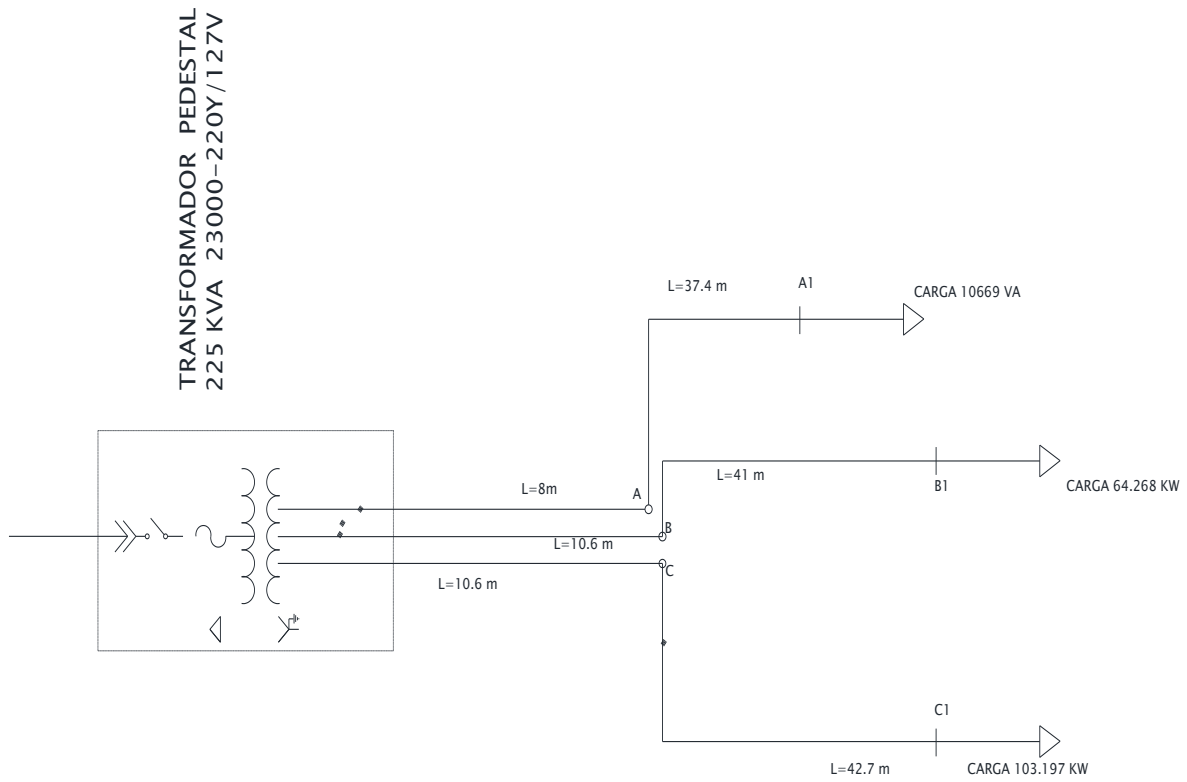 TRANSFORMADOR PEDESTAL
225 KVA 23000-220Y/127V
L=37.4 m
A1
CARGA 10669 VA
L=41 m
B1
CARGA 64.268 KW
L=8m
A
B
L=10.6 m
C
L=10.6 m
C1
L=42.7 m
CARGA 103.197 KW